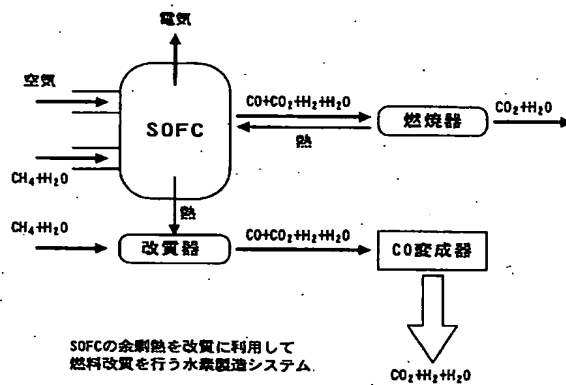 電気
空気
SOFC
CO+CO₂+H₂+H₂O
燃焼器
CO₂+H₂O
熱
CH₄+H₂O
熱
CH₄+H₂O
改質器
CO+CO₂+H₂+H₂O
CO変成器
SOFCの余剰熱を改質に利用して
燃料改質を行う水素製造システム
CO₂+H₂+H₂O